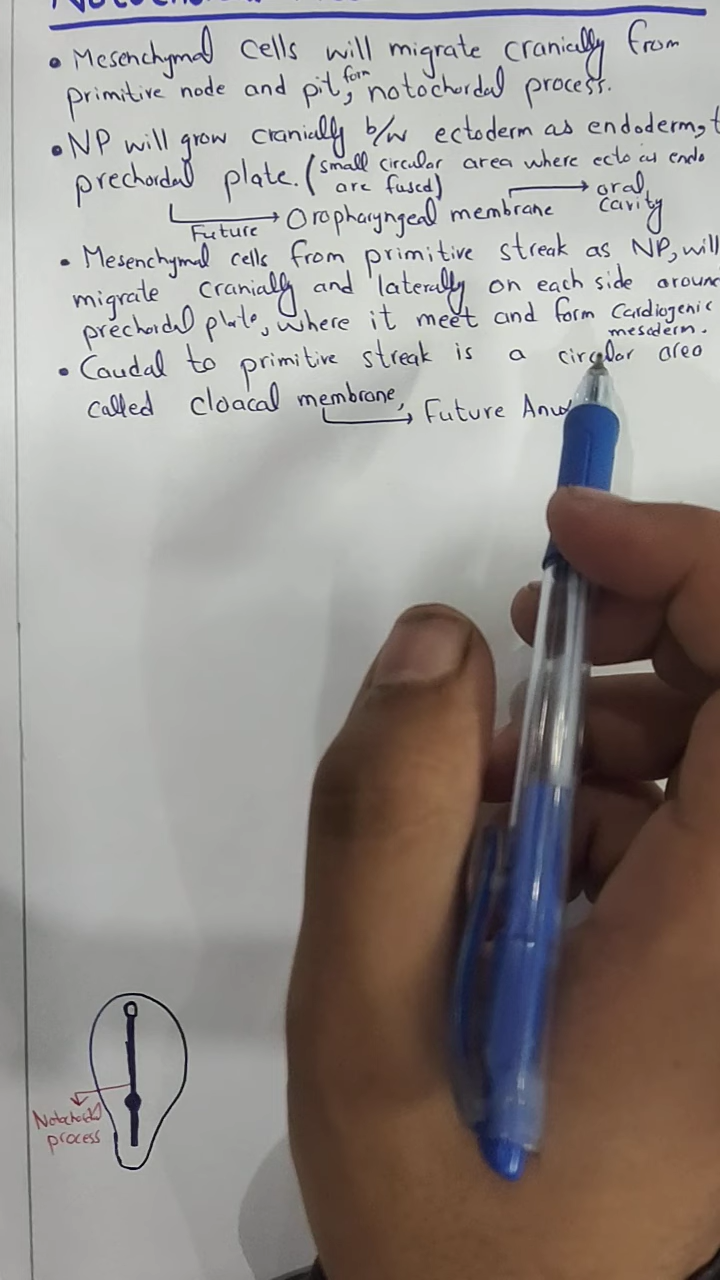 • Mesenchymal cells will migrate cranially from
primitive node and pit, form notochordal process.
• NP will grow cranially b/w ectoderm as endoderm,
prechordal plate. (small circular area where ecto as endo
are fused)
Future → Oropharyngeal membrane → oral cavity
• Mesenchymal cells from primitive streak as NP, will
migrate cranially and laterally on each side
prechordal plate, where it meet and form Cardiogenic
mesoderm.
• Caudal to primitive streak is a circular area
called cloacal membrane,
→ Future
Notochordal
process